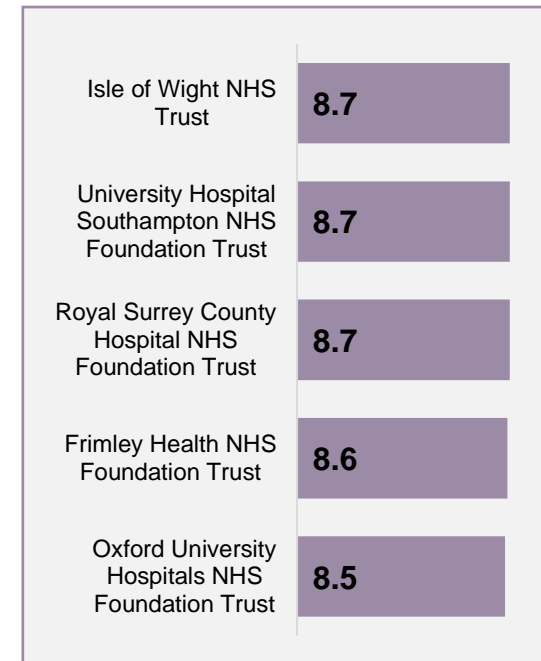 Isle of Wight NHS
Trust
8.7
University Hospital
Southampton NHS
Foundation Trust
8.7
Royal Surrey County
Hospital NHS
Foundation Trust
8.7
Frimley Health NHS
Foundation Trust
8.6
Oxford University
Hospitals NHS
Foundation Trust
8.5